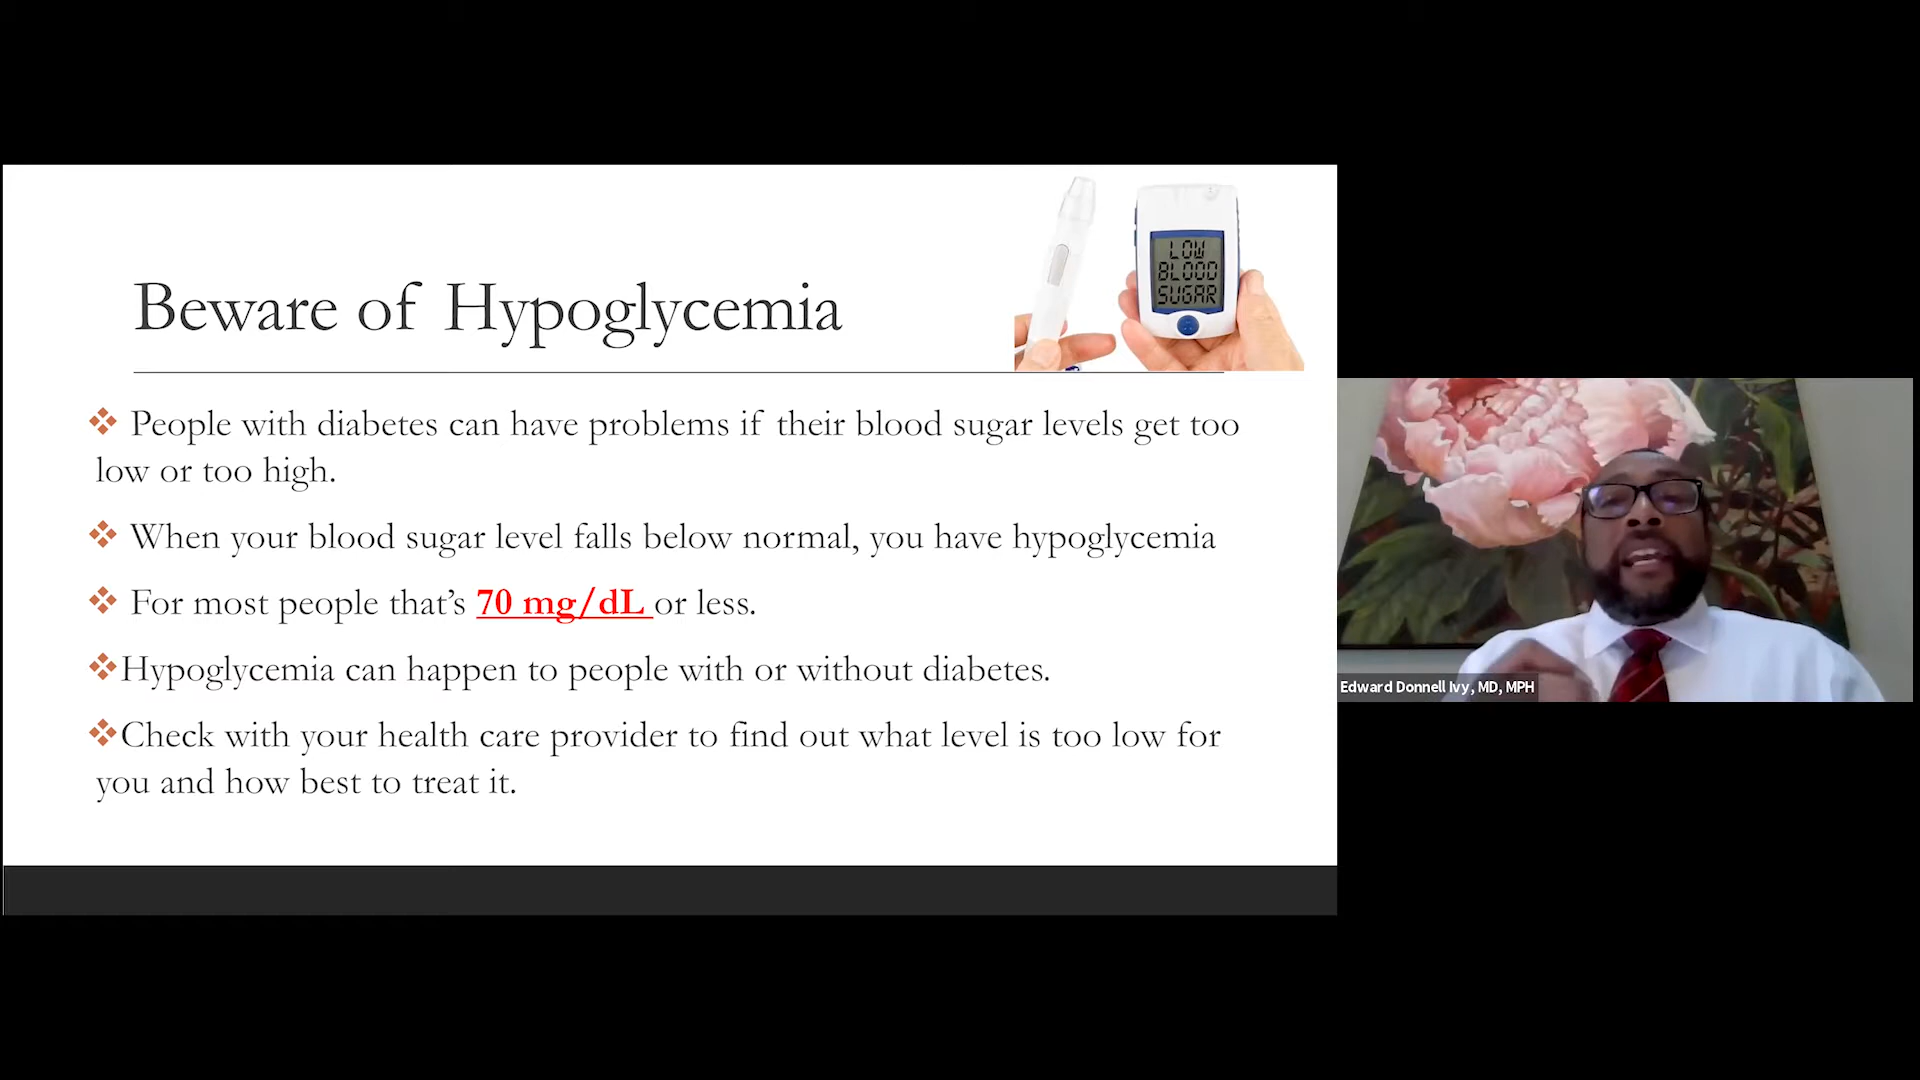 LOW
BLOOD
SUGAR
Beware of Hypoglycemia
❖ People with diabetes can have problems if their blood sugar levels get too
low or too high.
❖ When your blood sugar level falls below normal, you have hypoglycemia
❖ For most people that’s 70 mg/dL or less.
❖Hypoglycemia can happen to people with or without diabetes.
❖Check with your health care provider to find out what level is too low for
you and how best to treat it.
Edward Donnell Ivy, MD, MPH